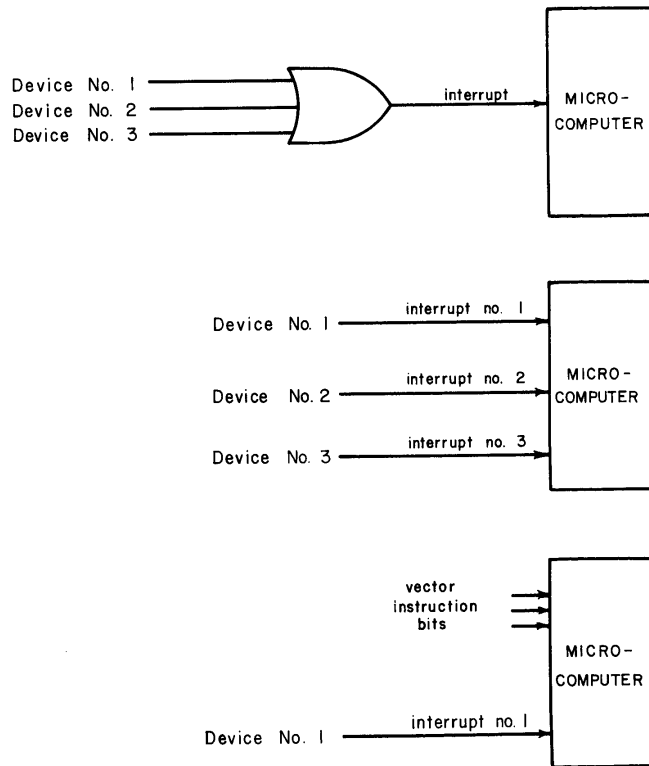 Device No. 1
Device No. 2
Device No. 3
interrupt
MICRO-
COMPUTER
Device No. 1
interrupt no. 1
Device No. 2
interrupt no. 2
Device No. 3
interrupt no. 3
MICRO-
COMPUTER
vector
instruction
bits
Device No. 1
interrupt no. 1
MICRO-
COMPUTER